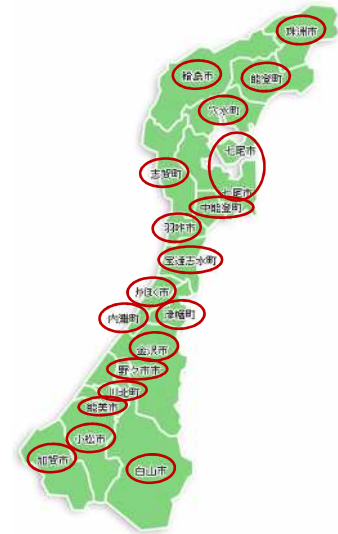 珠洲市
輪島市
能登町
穴水町
七尾市
志賀町
七尾市
中能登町
羽咋市
宝達志水町
かほく市
内灘町
津幡町
金沢市
野々市市
川北町
能美市
小松市
加賀市
白山市